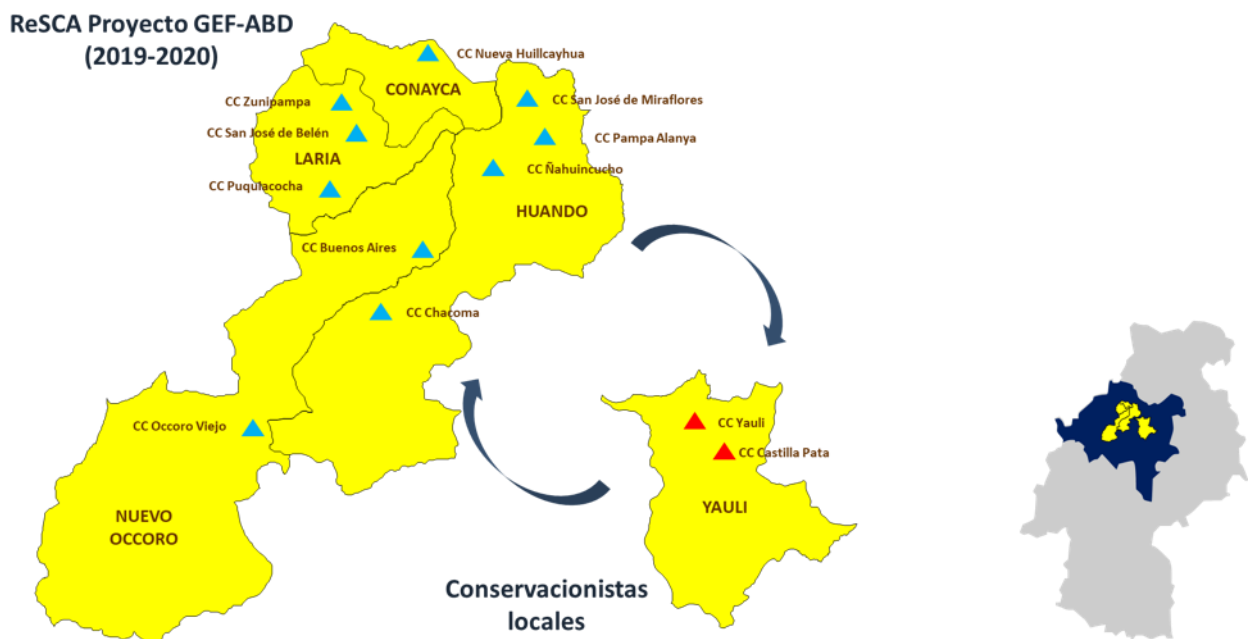 ReSCA Proyecto GEF-ABD
(2019-2020)
CC Nueva Huillcayhua
CONAYCA
CC Zunipampa
CC San José de Miraflores
CC San José de Belén
CC Pampa Alanya
LARIA
CC Ñahuincucho
CC Puquiacocha
HUANDO
CC Buenos Aires
CC Chacoma
CC Occoro Viejo
CC Yauli
CC Castilla Pata
YAULI
NUEVO
OCCORO
Conservacionistas
locales